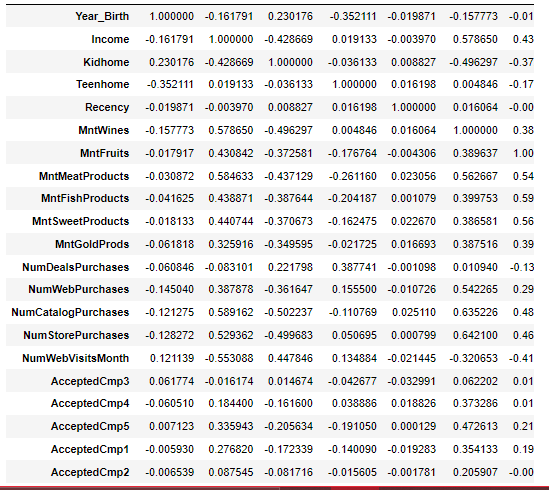 Year_Birth 1.000000 -0.161791 0.230176 -0.352111 -0.019871 -0.157773 -0.01
Income -0.161791 1.000000 -0.428669 0.019133 -0.003970 0.578650 0.43
Kidhome 0.230176 -0.428669 1.000000 -0.036133 0.008827 -0.496297 -0.37
Teenhome -0.352111 0.019133 -0.036133 1.000000 0.016198 0.004846 -0.17
Recency -0.019871 -0.003970 0.008827 0.016198 1.000000 0.016064 -0.00
MntWines -0.157773 0.578650 -0.496297 0.004846 0.016064 1.000000 0.38
MntFruits -0.017917 0.430842 -0.372581 -0.176764 -0.004306 0.389637 1.00
MntMeatProducts -0.030872 0.584633 -0.437129 -0.261160 0.023056 0.562667 0.54
MntFishProducts -0.041625 0.438871 -0.387644 -0.204187 0.001079 0.399753 0.59
MntSweetProducts -0.018133 0.440744 -0.370673 -0.162475 0.022670 0.386581 0.56
MntGoldProds -0.061818 0.325916 -0.349595 -0.021725 0.016693 0.387516 0.39
NumDealsPurchases -0.060846 -0.083101 0.221798 0.387741 -0.001098 0.010940 -0.13
NumWebPurchases -0.145040 0.387878 -0.361647 0.155500 -0.010726 0.542265 0.29
NumCatalogPurchases -0.121275 0.589162 -0.502237 -0.110769 0.025110 0.635226 0.48
NumStorePurchases -0.128272 0.529362 -0.499683 0.050695 0.000799 0.642100 0.46
NumWebVisitsMonth 0.121139 -0.553088 0.447846 0.134884 -0.021445 -0.320653 -0.41
AcceptedCmp3 0.061774 -0.016174 0.014674 -0.042677 -0.032991 0.062202 0.01
AcceptedCmp4 -0.060510 0.184400 -0.161600 0.038886 0.018826 0.373286 0.01
AcceptedCmp5 0.007123 0.335943 -0.205634 -0.191050 0.000129 0.472613 0.21
AcceptedCmp1 -0.005930 0.276820 -0.172339 -0.140090 -0.019283 0.354133 0.19
AcceptedCmp2 -0.006539 0.087545 -0.081716 -0.015605 -0.001781 0.205907 -0.00